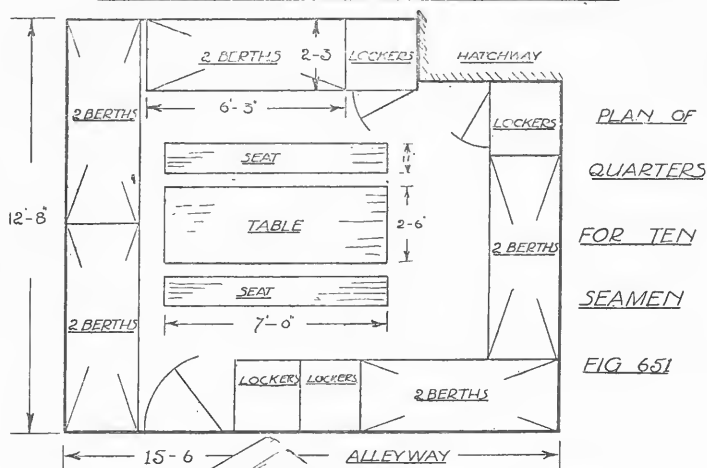 2 BERTHS 2-3 LOCKERS HATCHWAY
6'-3"
2 BERTHS
LOCKERS
PLAN OF
SEAT
11"
QUARTERS
12'-8"
TABLE
2-6"
2 BERTHS
FOR TEN
SEAT
SEAMEN
2 BERTHS
7'-0"
FIG 651
LOCKERS LOCKERS
2 BERTHS
15-6 ALLEYWAY